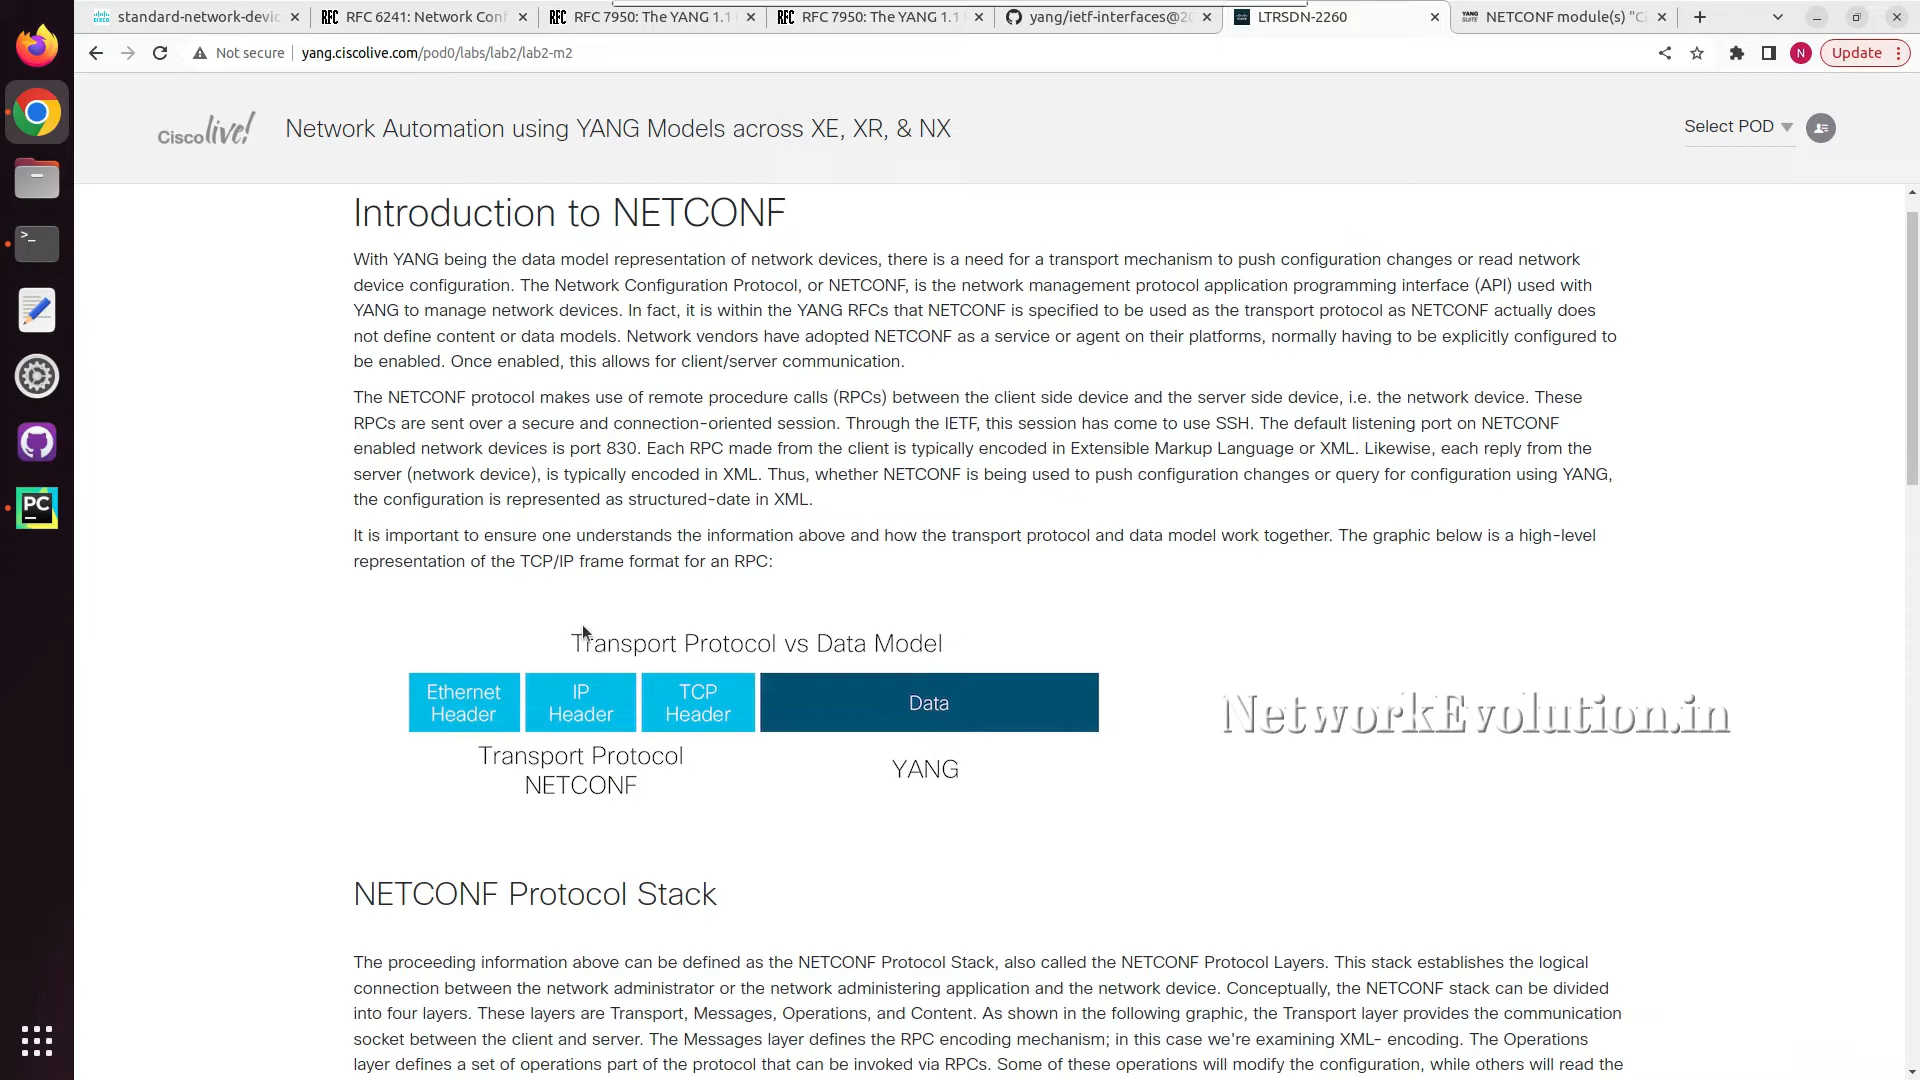 standard-network-devic
RFC 6241: Network Conf
RFC 7950: The YANG 1.1
RFC 7950: The YANG 1.1
yang/ietf-interfaces@20
LTRSDN-2260
NETCONF module(s) "Ci
Not secure
yang.ciscolive.com/pod0/labs/lab2/lab2-m2
N
Update
Cisco live!
Network Automation using YANG Models across XE, XR, & NX
Select POD
Introduction to NETCONF
With YANG being the data model representation of network devices, there is a need for a transport mechanism to push configuration changes or read network
device configuration. The Network Configuration Protocol, or NETCONF, is the network management protocol application programming interface (API) used with
YANG to manage network devices. In fact, it is within the YANG RFCs that NETCONF is specified to be used as the transport protocol as NETCONF actually does
not define content or data models. Network vendors have adopted NETCONF as a service or agent on their platforms, normally having to be explicitly configured to
be enabled. Once enabled, this allows for client/server communication.
The NETCONF protocol makes use of remote procedure calls (RPCs) between the client side device and the server side device, i.e. the network device. These
RPCs are sent over a secure and connection-oriented session. Through the IETF, this session has come to use SSH. The default listening port on NETCONF
enabled network devices is port 830. Each RPC made from the client is typically encoded in Extensible Markup Language or XML. Likewise, each reply from the
server (network device), is typically encoded in XML. Thus, whether NETCONF is being used to push configuration changes or query for configuration using YANG,
the configuration is represented as structured-date in XML.
It is important to ensure one understands the information above and how the transport protocol and data model work together. The graphic below is a high-level
representation of the TCP/IP frame format for an RPC:
Transport Protocol vs Data Model
Ethernet
Header
IP
Header
TCP
Header
Data
Transport Protocol
NETCONF
YANG
NetworkEvolution.in
NETCONF Protocol Stack
The proceeding information above can be defined as the NETCONF Protocol Stack, also called the NETCONF Protocol Layers. This stack establishes the logical
connection between the network administrator or the network administering application and the network device. Conceptually, the NETCONF stack can be divided
into four layers. These layers are Transport, Messages, Operations, and Content. As shown in the following graphic, the Transport layer provides the communication
socket between the client and server. The Messages layer defines the RPC encoding mechanism; in this case we're examining XML- encoding. The Operations
layer defines a set of operations part of the protocol that can be invoked via RPCs. Some of these operations will modify the configuration, while others will read the
PC